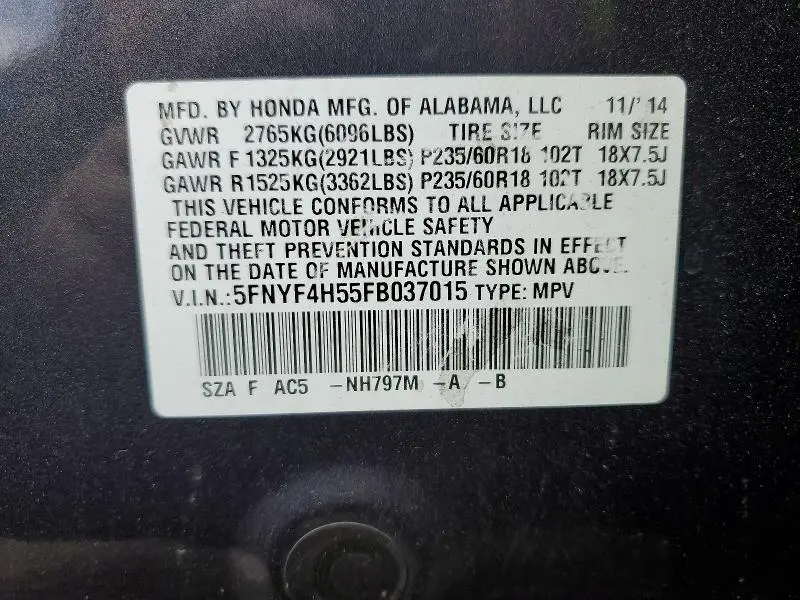 MFD. BY HONDA MFG. OF ALABAMA, LLC 11/'14
GVWR 2765KG(6096LBS) TIRE SIZE RIM SIZE
GAWR F 1325KG(2921LBS) P235/60R18 102T 18X7.5J
GAWR R1525KG(3362LBS) P235/60R18 102T 18X7.5J
THIS VEHICLE CONFORMS TO ALL APPLICABLE
FEDERAL MOTOR VEHICLE SAFETY
AND THEFT PREVENTION STANDARDS IN EFFECT
ON THE DATE OF MANUFACTURE SHOWN ABOVE.
V.I.N.:5FNYF4H55FB037015 TYPE: MPV
SZA F AC5 -NH797M -A -B